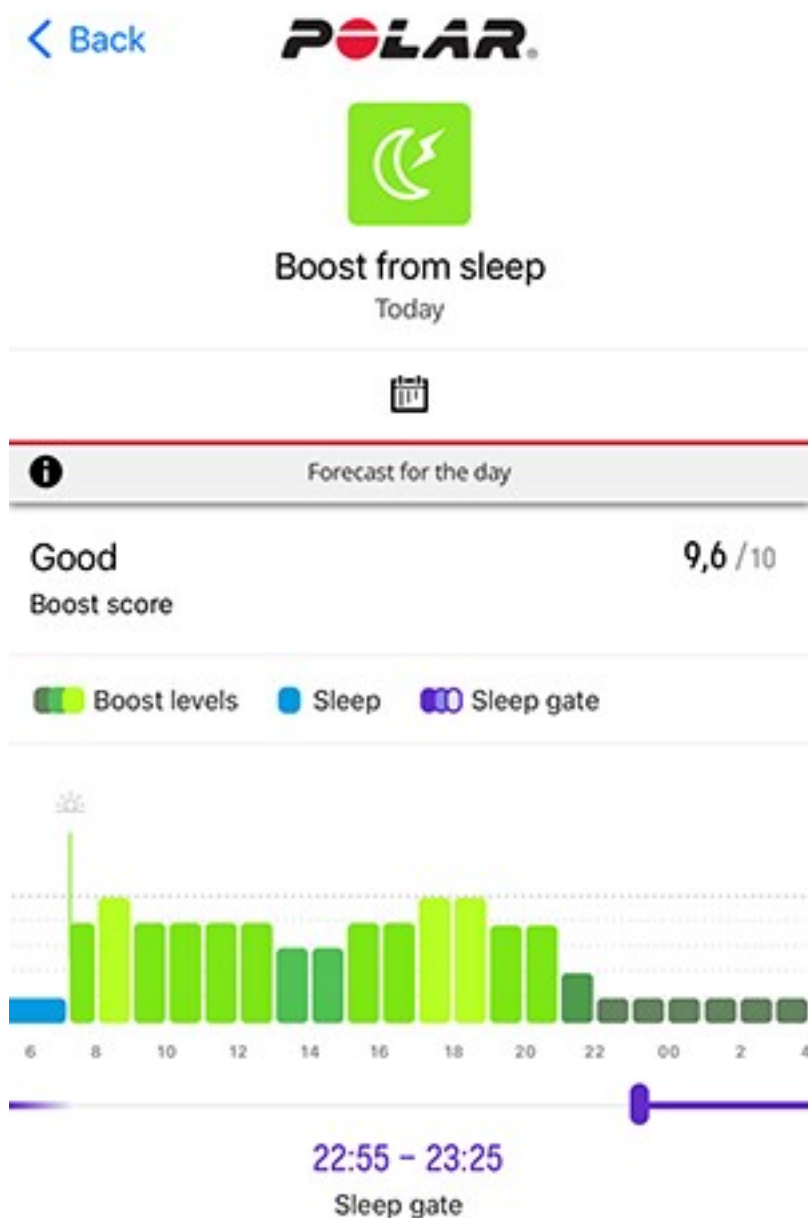 Back
POLAR®
Boost from sleep
Today
Forecast for the day
Good 9,6 /10
Boost score
Boost levels Sleep Sleep gate
6 8 10 12 14 16 18 20 22 00 2 4
22:55 – 23:25
Sleep gate